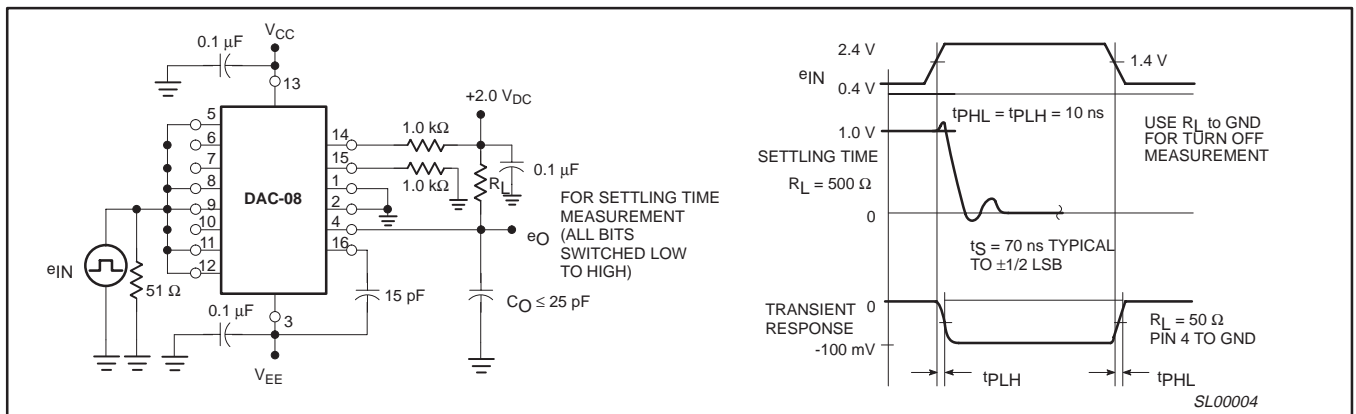 0.1 μF
VCC
13
5
6
7
8
9
10
11
12
DAC-08
14
15
1
2
4
16
3
1.0 kΩ
1.0 kΩ
+2.0 VDC
0.1 μF
RL
FOR SETTLING TIME
MEASUREMENT
(ALL BITS
SWITCHED LOW
TO HIGH)
eO
eIN
51 Ω
0.1 μF
15 pF
CO ≤ 25 pF
VEE
2.4 V
eIN
0.4 V
1.4 V
tPHL = tPLH = 10 ns
USE RL to GND
FOR TURN OFF
MEASUREMENT
1.0 V
SETTLING TIME
RL = 500 Ω
0
tS = 70 ns TYPICAL
TO ±1/2 LSB
TRANSIENT
RESPONSE
0
-100 mV
RL = 50 Ω
PIN 4 TO GND
tPLH
tPHL
SL00004